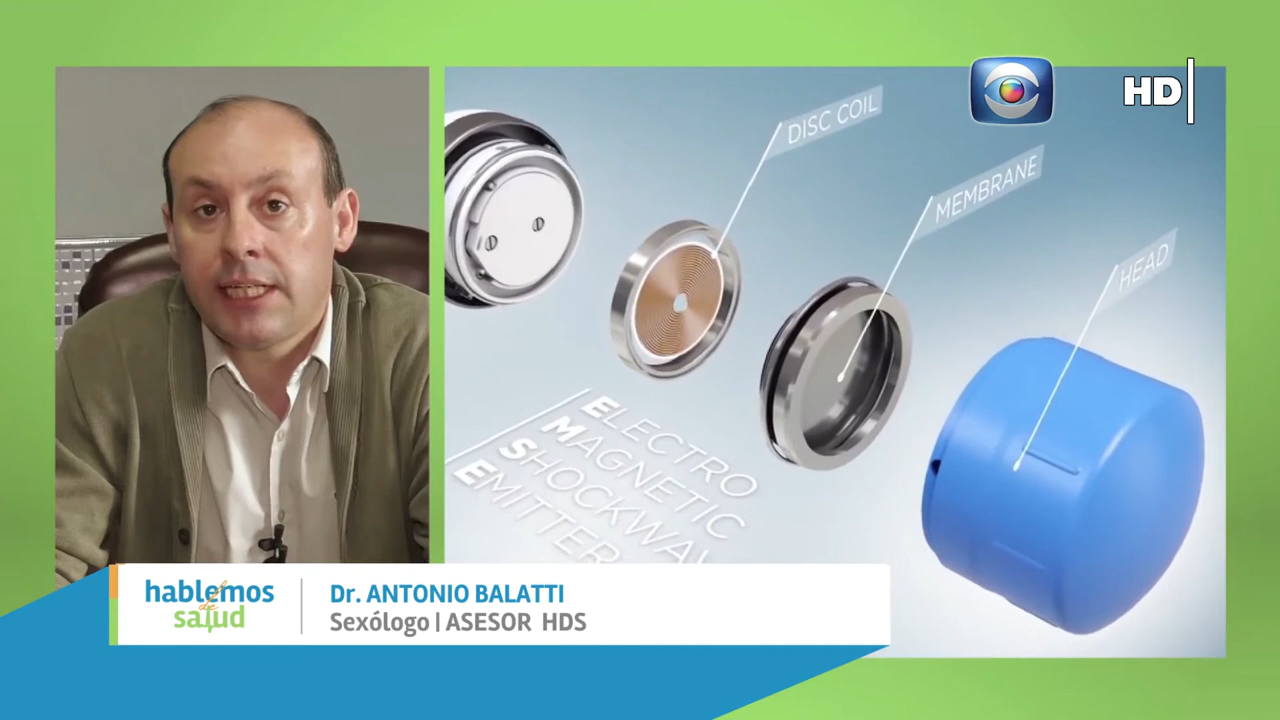 HD
DISC COIL
MEMBRANE
HEAD
ELECTRO
MAGNETIC
SHOCKWAV
EMITTER
hablemos
de
salud
Dr. ANTONIO BALATTI
Sexólogo | ASESOR HDS